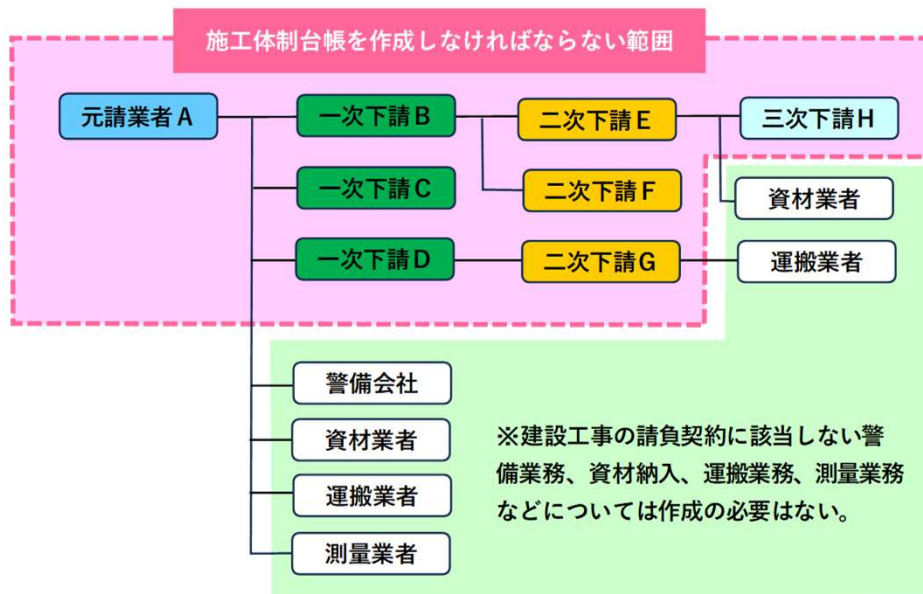 施工体制台帳を作成しなければならない範囲
元請業者A
一次下請B
二次下請E
三次下請H
一次下請C
二次下請F
資材業者
一次下請D
二次下請G
運搬業者
警備会社
資材業者
運搬業者
測量業者
※建設工事の請負契約に該当しない警
備業務、資材納入、運搬業務、測量業務
などについては作成の必要はない。